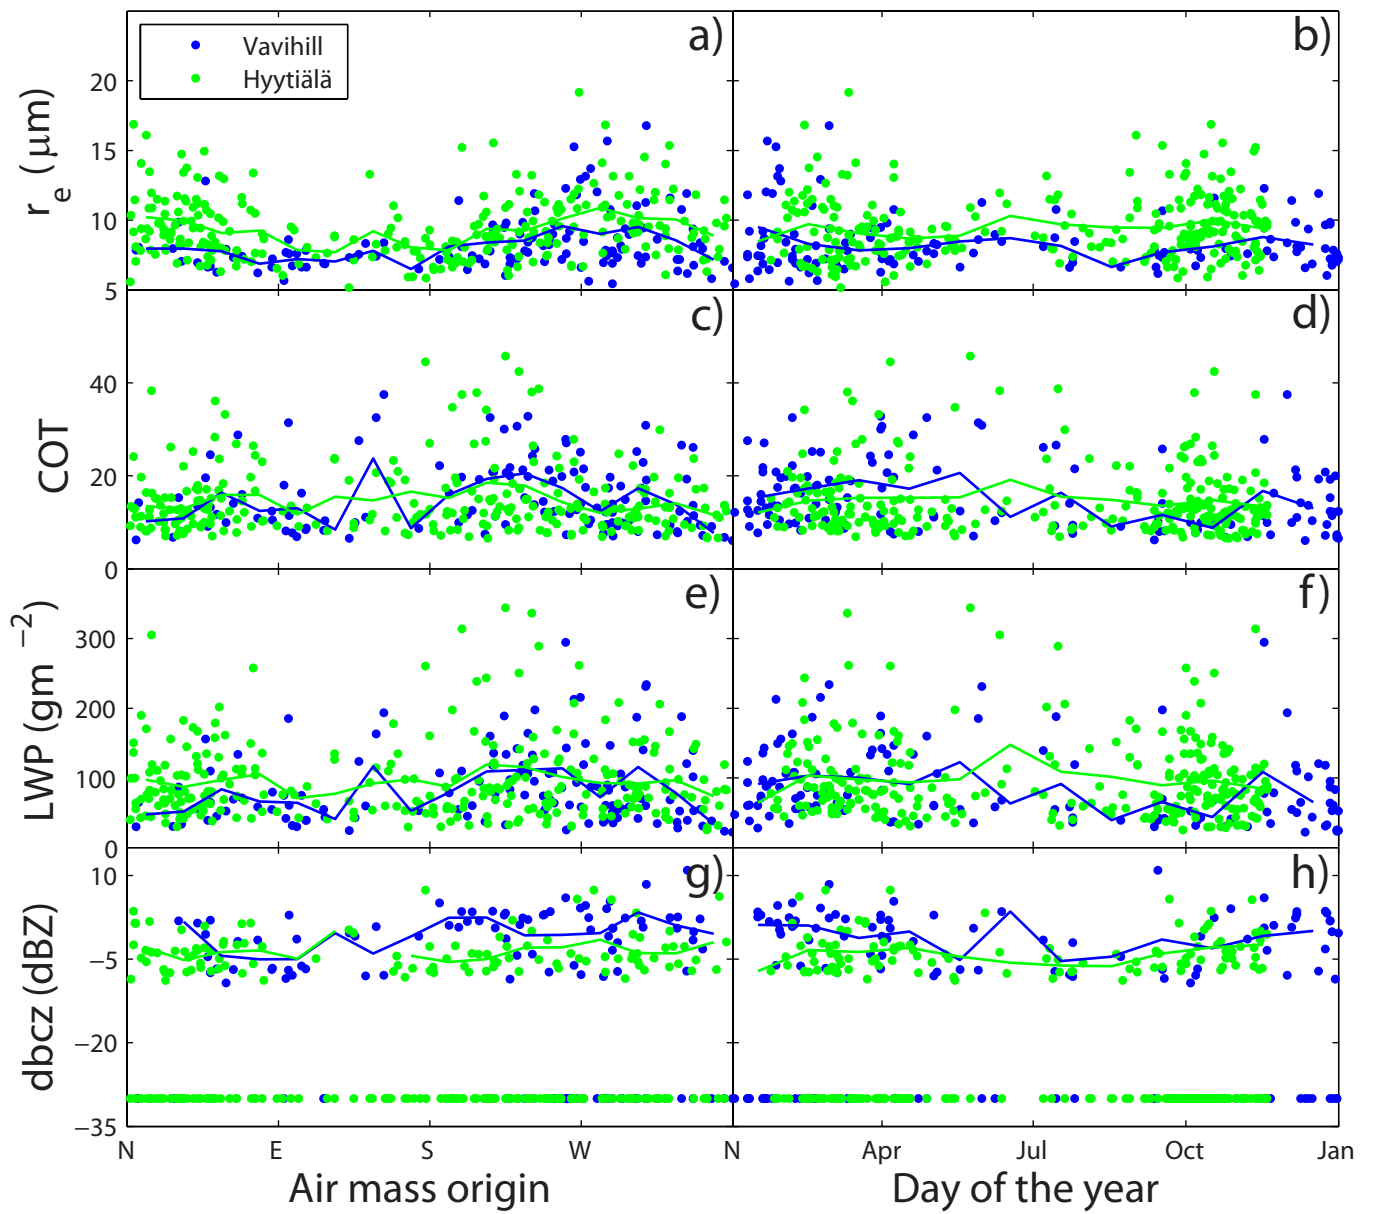 a)
b)
Vavihill
Hyytiälä
20
15
10
5
r_e (μm)
c)
d)
40
20
0
COT
e)
f)
300
200
100
0
LWP (gm⁻²)
g)
h)
10
−5
−20
−35
dbcz (dBZ)
N E S W N Apr Jul Oct Jan
Air mass origin
Day of the year